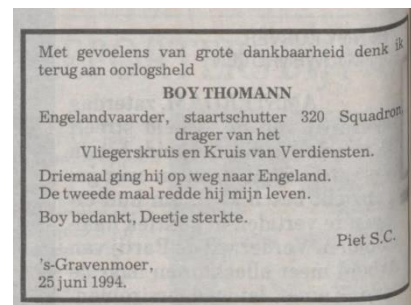 Met gevoelens van grote dankbaarheid denk ik
terug aan oorlogsheld
BOY THOMANN
Engelandvaarder, staartschutter 320 Squadron,
drager van het
Vliegerskruis en Kruis van Verdiensten.
Driemaal ging hij op weg naar Engeland.
De tweede maal redde hij mijn leven.
Boy bedankt, Deetje sterkte.
Piet S.C.
's-Gravenmoer,
25 juni 1994.